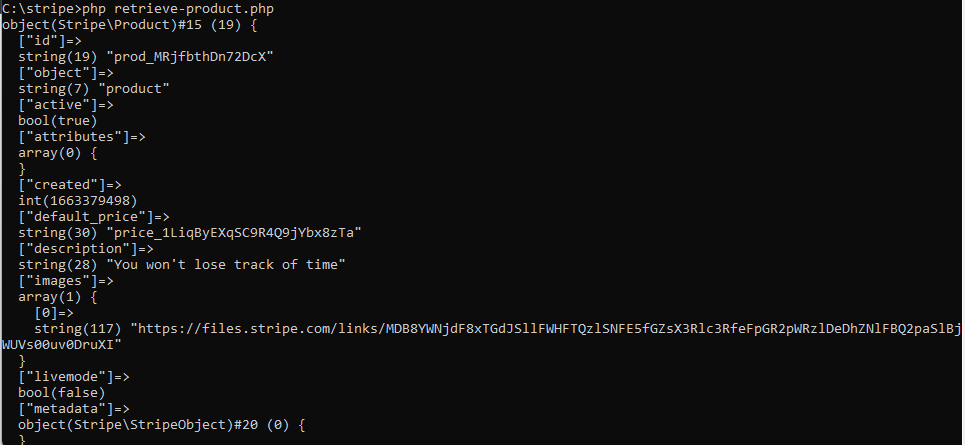 C:\stripe>php retrieve-product.php
object(Stripe\Product)#15 (19) {
  ["id"]=>
  string(19) "prod_MRjfbthDn72DcX"
  ["object"]=>
  string(7) "product"
  ["active"]=>
  bool(true)
  ["attributes"]=>
  array(0) {
  }
  ["created"]=>
  int(1663379498)
  ["default_price"]=>
  string(30) "price_1LiqByEXqSC9R4Q9jYbx8zTa"
  ["description"]=>
  string(28) "You won't lose track of time"
  ["images"]=>
  array(1) {
    [0]=>
    string(117) "https://files.stripe.com/links/MDB8YWNjdF8xTGdJSllFWHFTQzlSNFE5fGZsX3Rlc3RfeFpGR2pWRzlDeDhZNlFBQ2paSlBj
WUVs00uv0DruXI"
  }
  ["livemode"]=>
  bool(false)
  ["metadata"]=>
  object(Stripe\StripeObject)#20 (0) {
  }